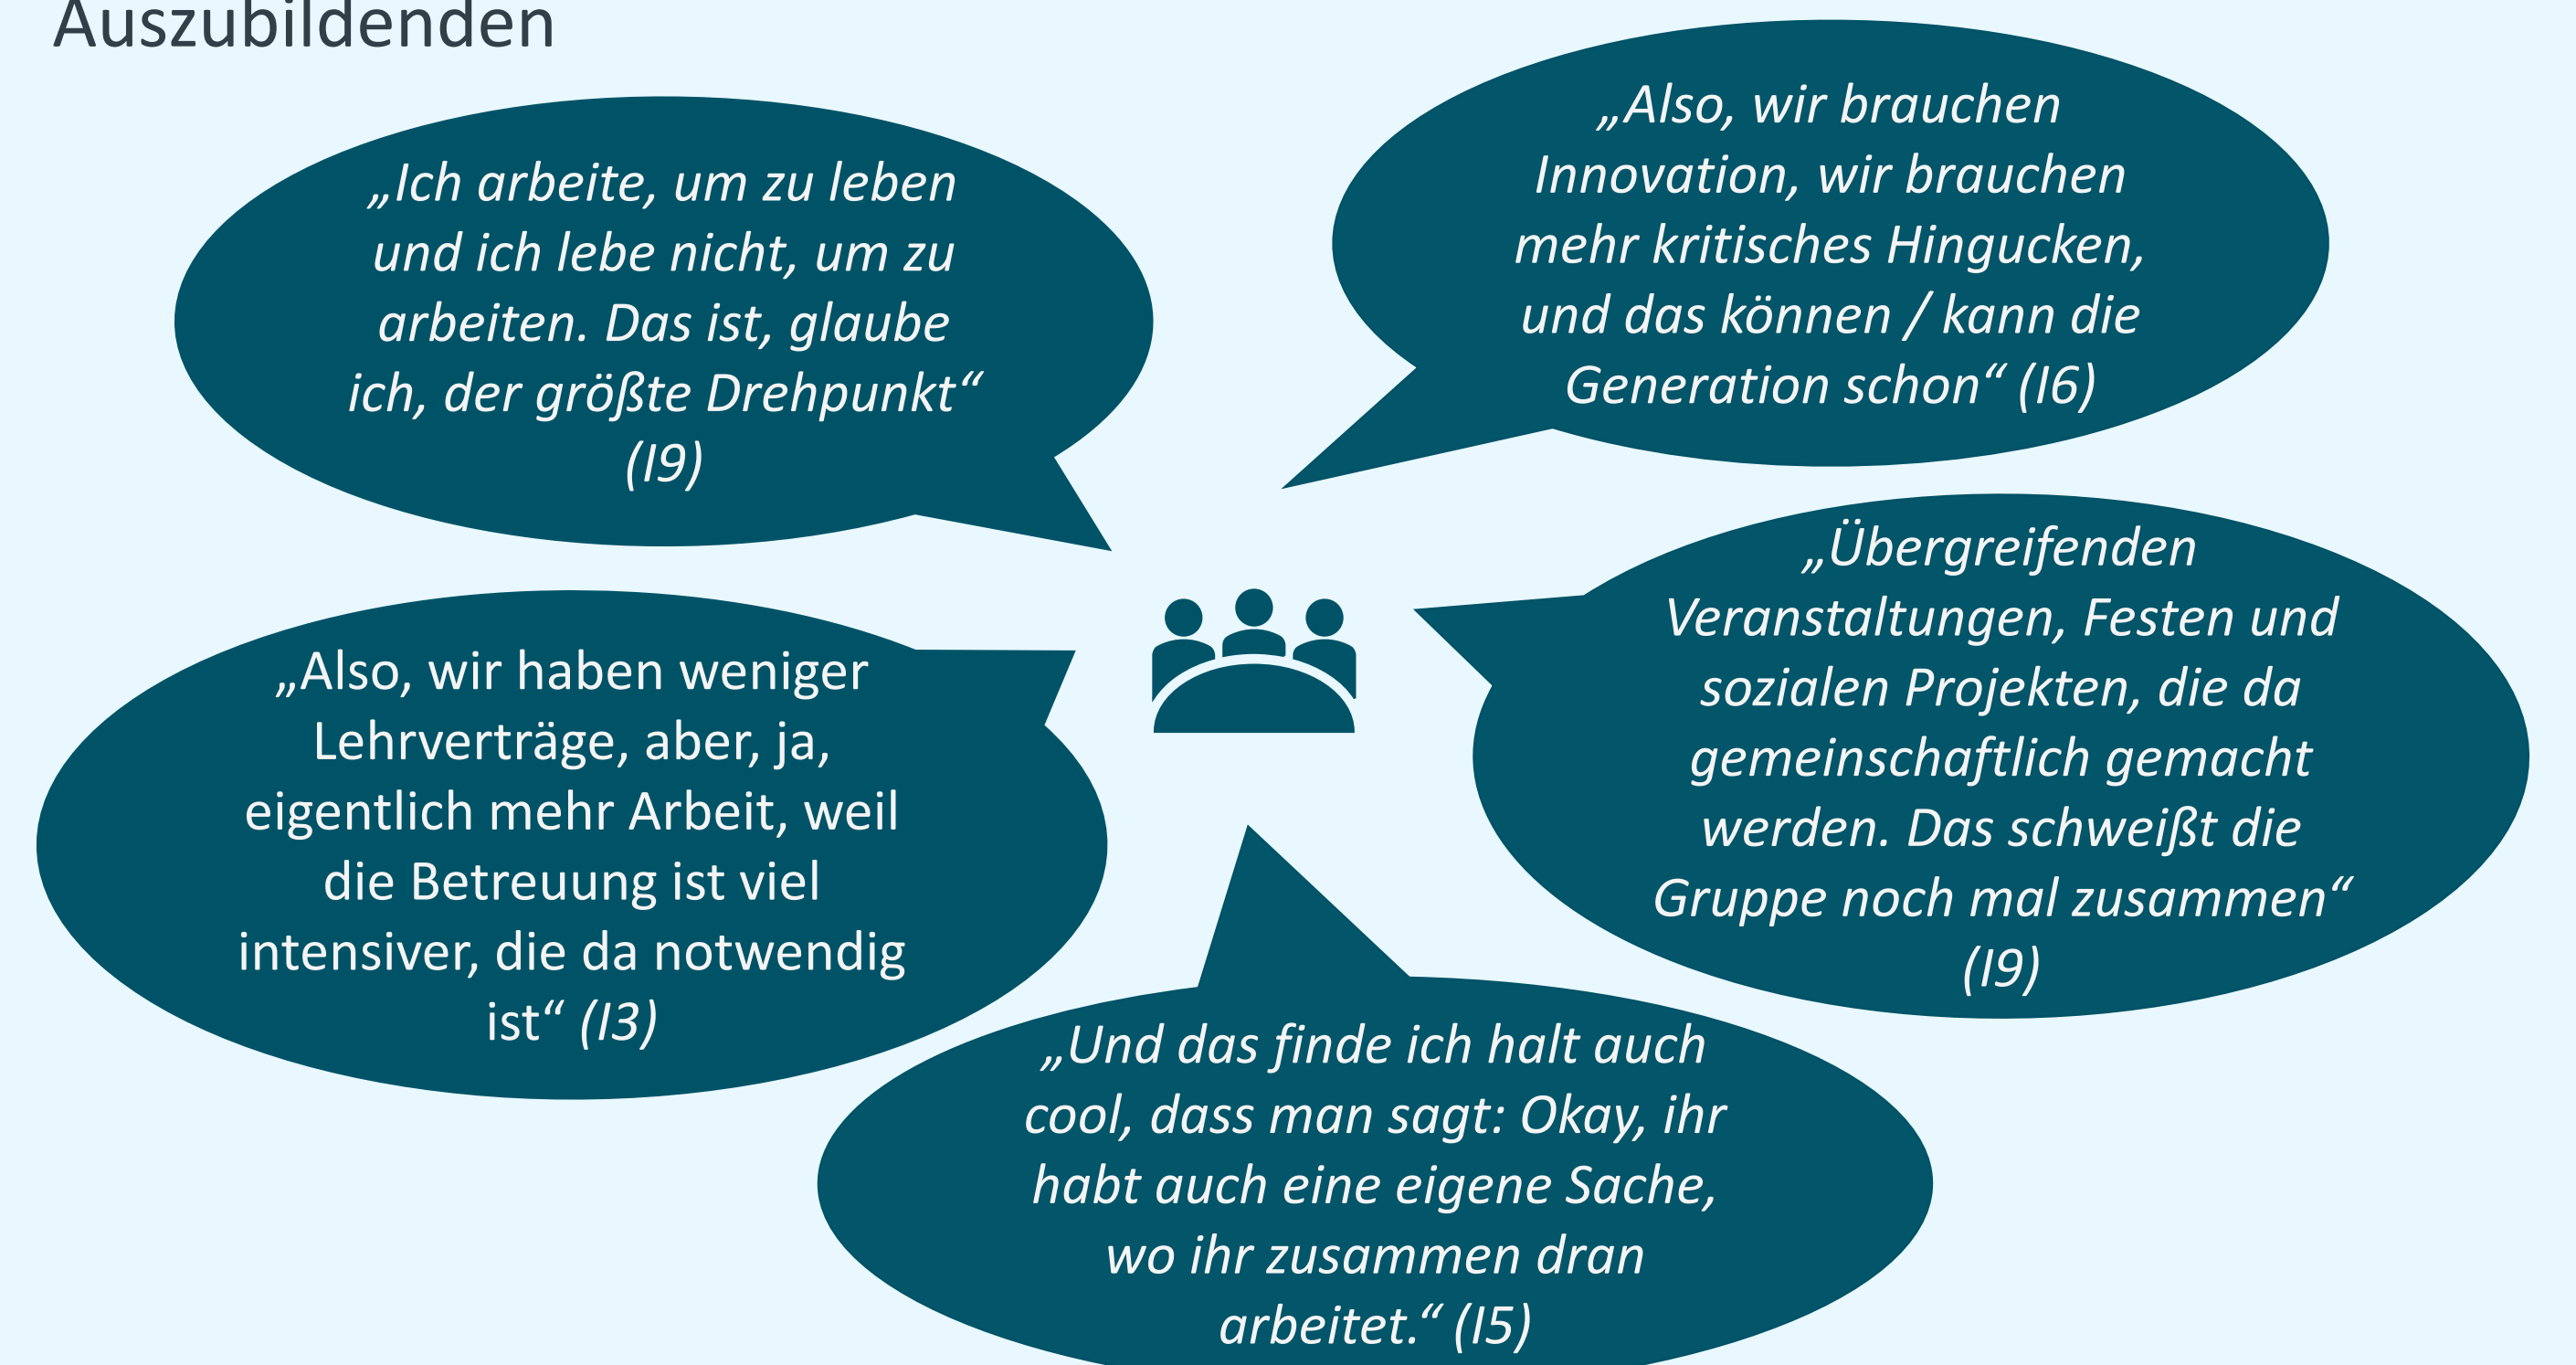 Auszubildenden
„Ich arbeite, um zu leben
und ich lebe nicht, um zu
arbeiten. Das ist, glaube
ich, der größte Drehpunkt“
(I9)
„Also, wir brauchen
Innovation, wir brauchen
mehr kritisches Hingucken,
und das können / kann die
Generation schon“ (I6)
„Übergreifenden
Veranstaltungen, Festen und
sozialen Projekten, die da
gemeinschaftlich gemacht
werden. Das schweißt die
Gruppe noch mal zusammen“
(I9)
„Also, wir haben weniger
Lehrverträge, aber, ja,
eigentlich mehr Arbeit, weil
die Betreuung ist viel
intensiver, die da notwendig
ist“ (I3)
„Und das finde ich halt auch
cool, dass man sagt: Okay, ihr
habt auch eine eigene Sache,
wo ihr zusammen dran
arbeitet.“ (I5)